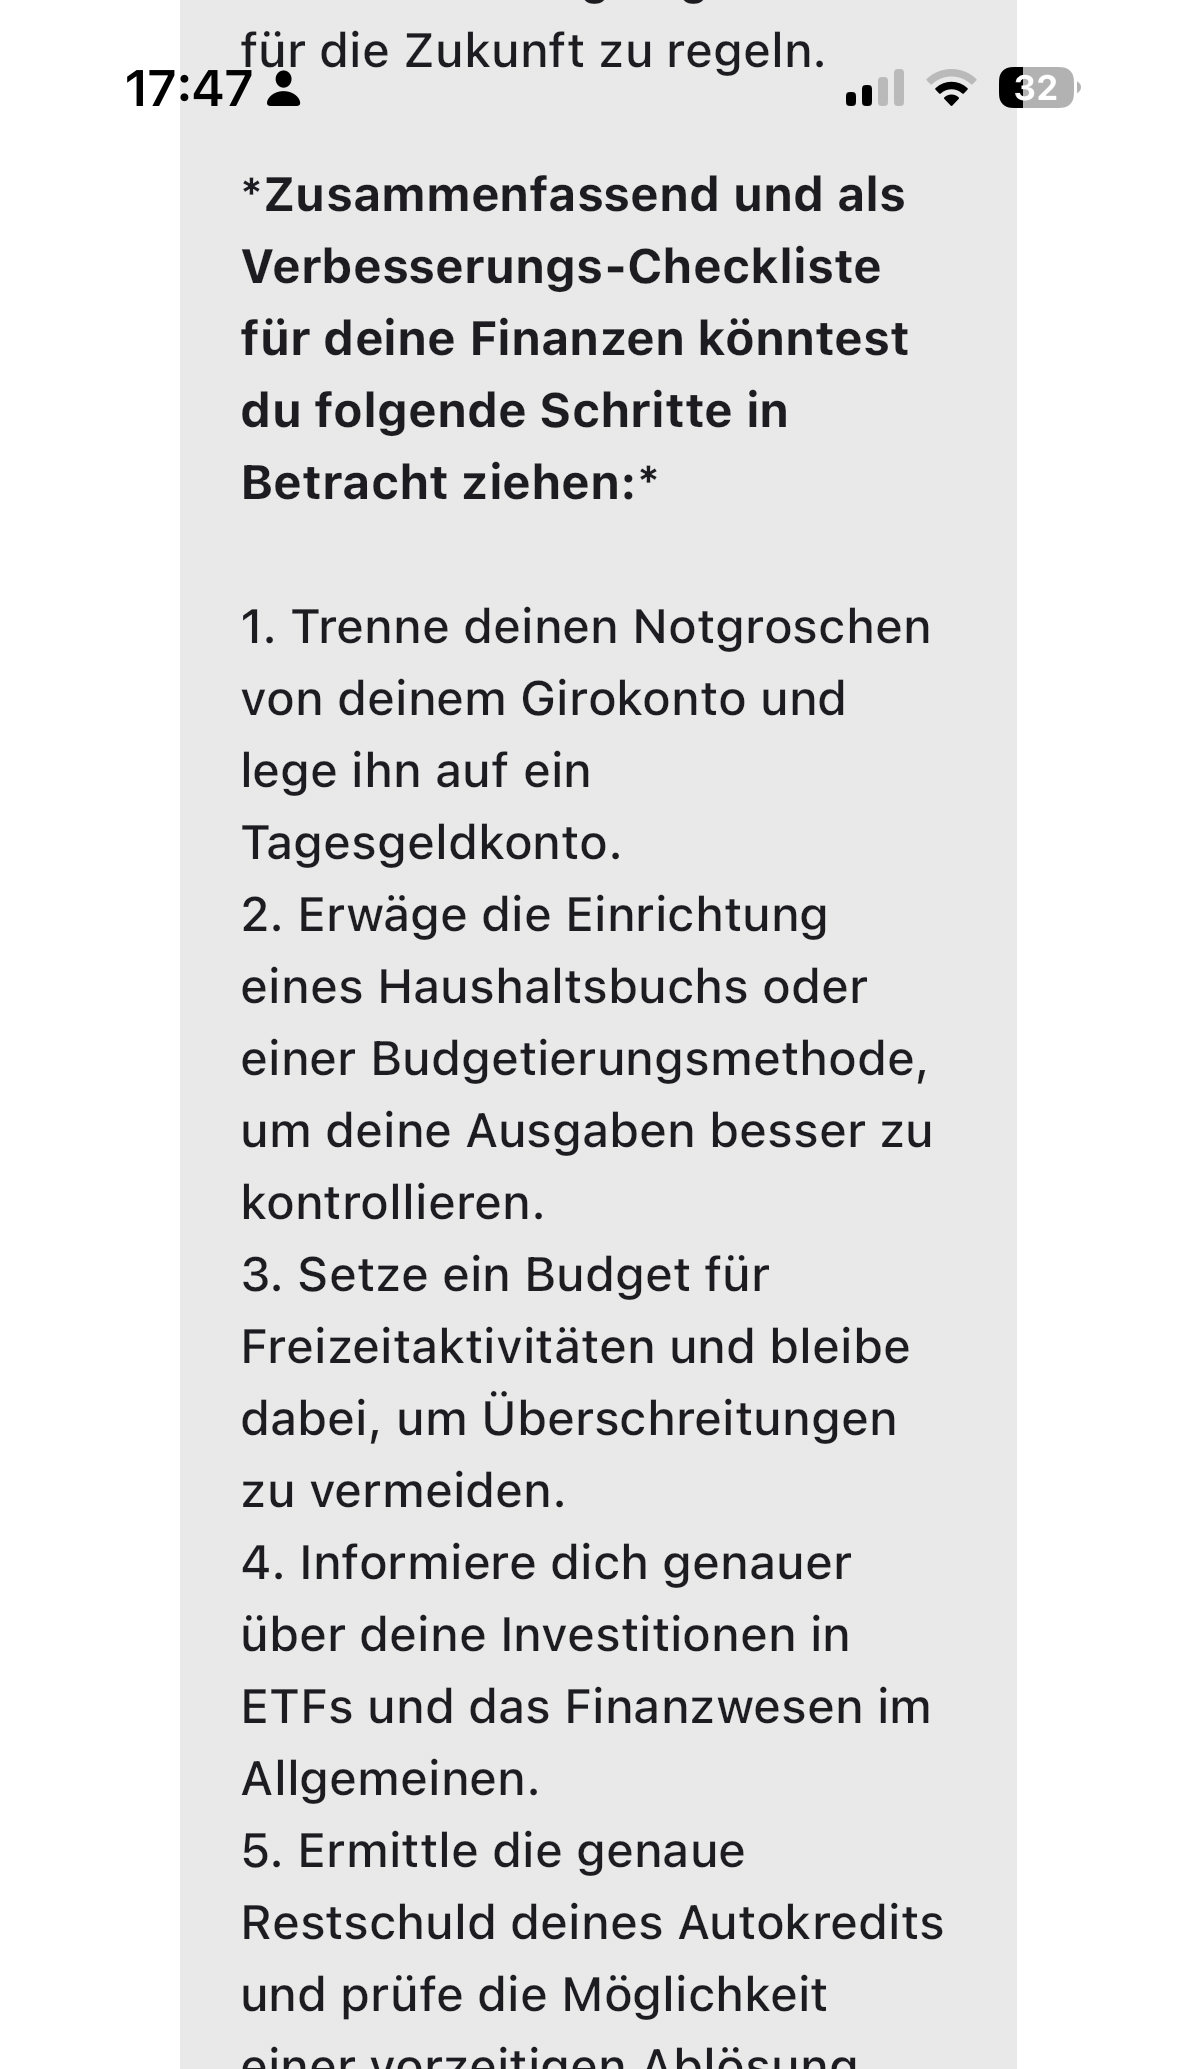 für die Zukunft zu regeln.
17:47
32
*Zusammenfassend und als
Verbesserungs-Checkliste
für deine Finanzen könntest
du folgende Schritte in
Betracht ziehen:*
1. Trenne deinen Notgroschen
von deinem Girokonto und
lege ihn auf ein
Tagesgeldkonto.
2. Erwäge die Einrichtung
eines Haushaltsbuchs oder
einer Budgetierungsmethode,
um deine Ausgaben besser zu
kontrollieren.
3. Setze ein Budget für
Freizeitaktivitäten und bleibe
dabei, um Überschreitungen
zu vermeiden.
4. Informiere dich genauer
über deine Investitionen in
ETFs und das Finanzwesen im
Allgemeinen.
5. Ermittle die genaue
Restschuld deines Autokredits
und prüfe die Möglichkeit
einer vorzeitigen Ablösung